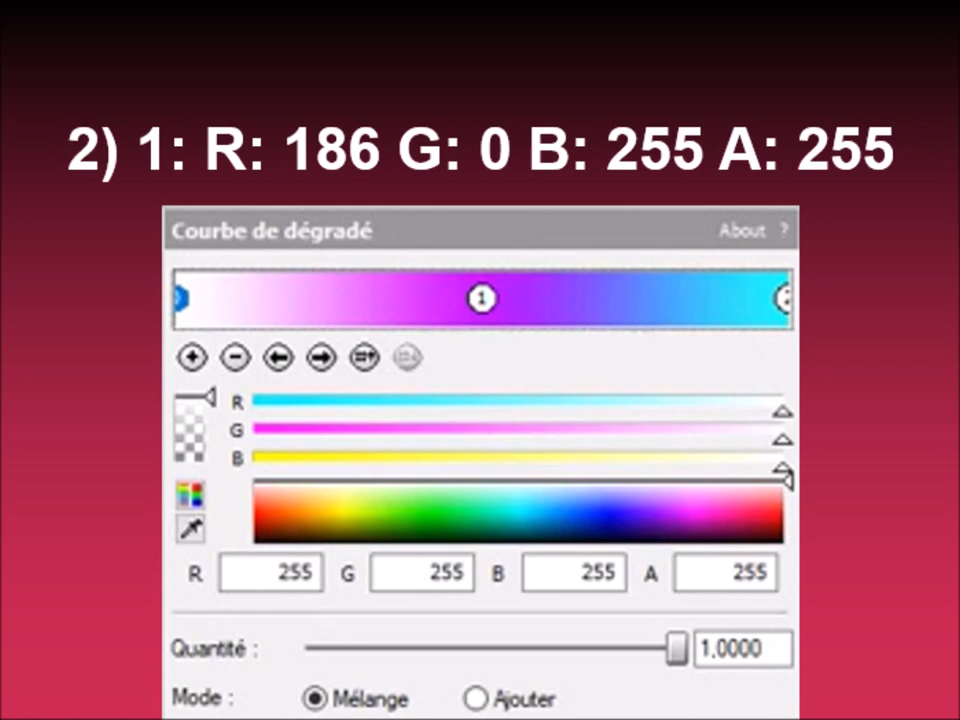 2) 1: R: 186 G: 0 B: 255 A: 255
Courbe de dégradé About ?
1
R
G
B
R 255 G 255 B 255 A 255
Quantité : 1.0000
Mode : Mélange Ajouter